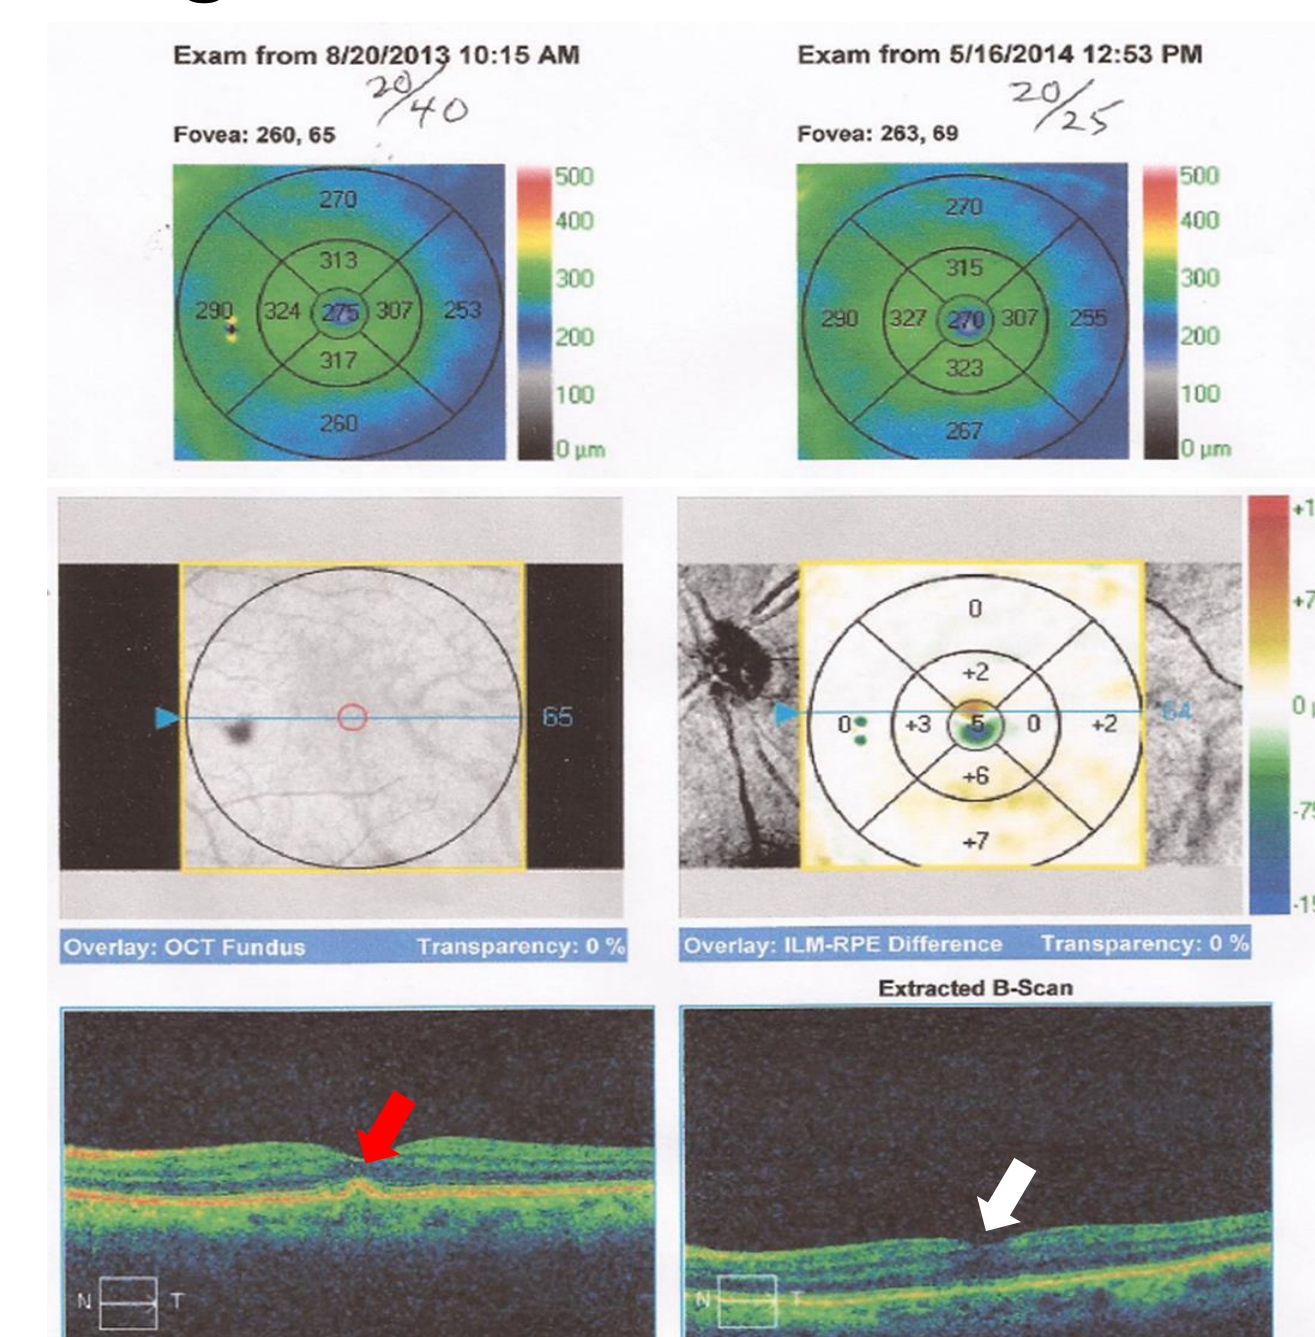 Exam from 8/20/2013 10:15 AM
20/40
Fovea: 260, 65
270
313
290 324 275 307 253
317
260
500
400
300
200
100
0 µm
Exam from 5/16/2014 12:53 PM
20/25
Fovea: 263, 69
270
315
290 327 270 307 255
323
267
500
400
300
200
100
0 µm
65
Overlay: OCT Fundus Transparency: 0 %
0
+2
0 +3 5 0 +2
+6
+7
64
Overlay: ILM-RPE Difference Transparency: 0 %
Extracted B-Scan
N T
N T